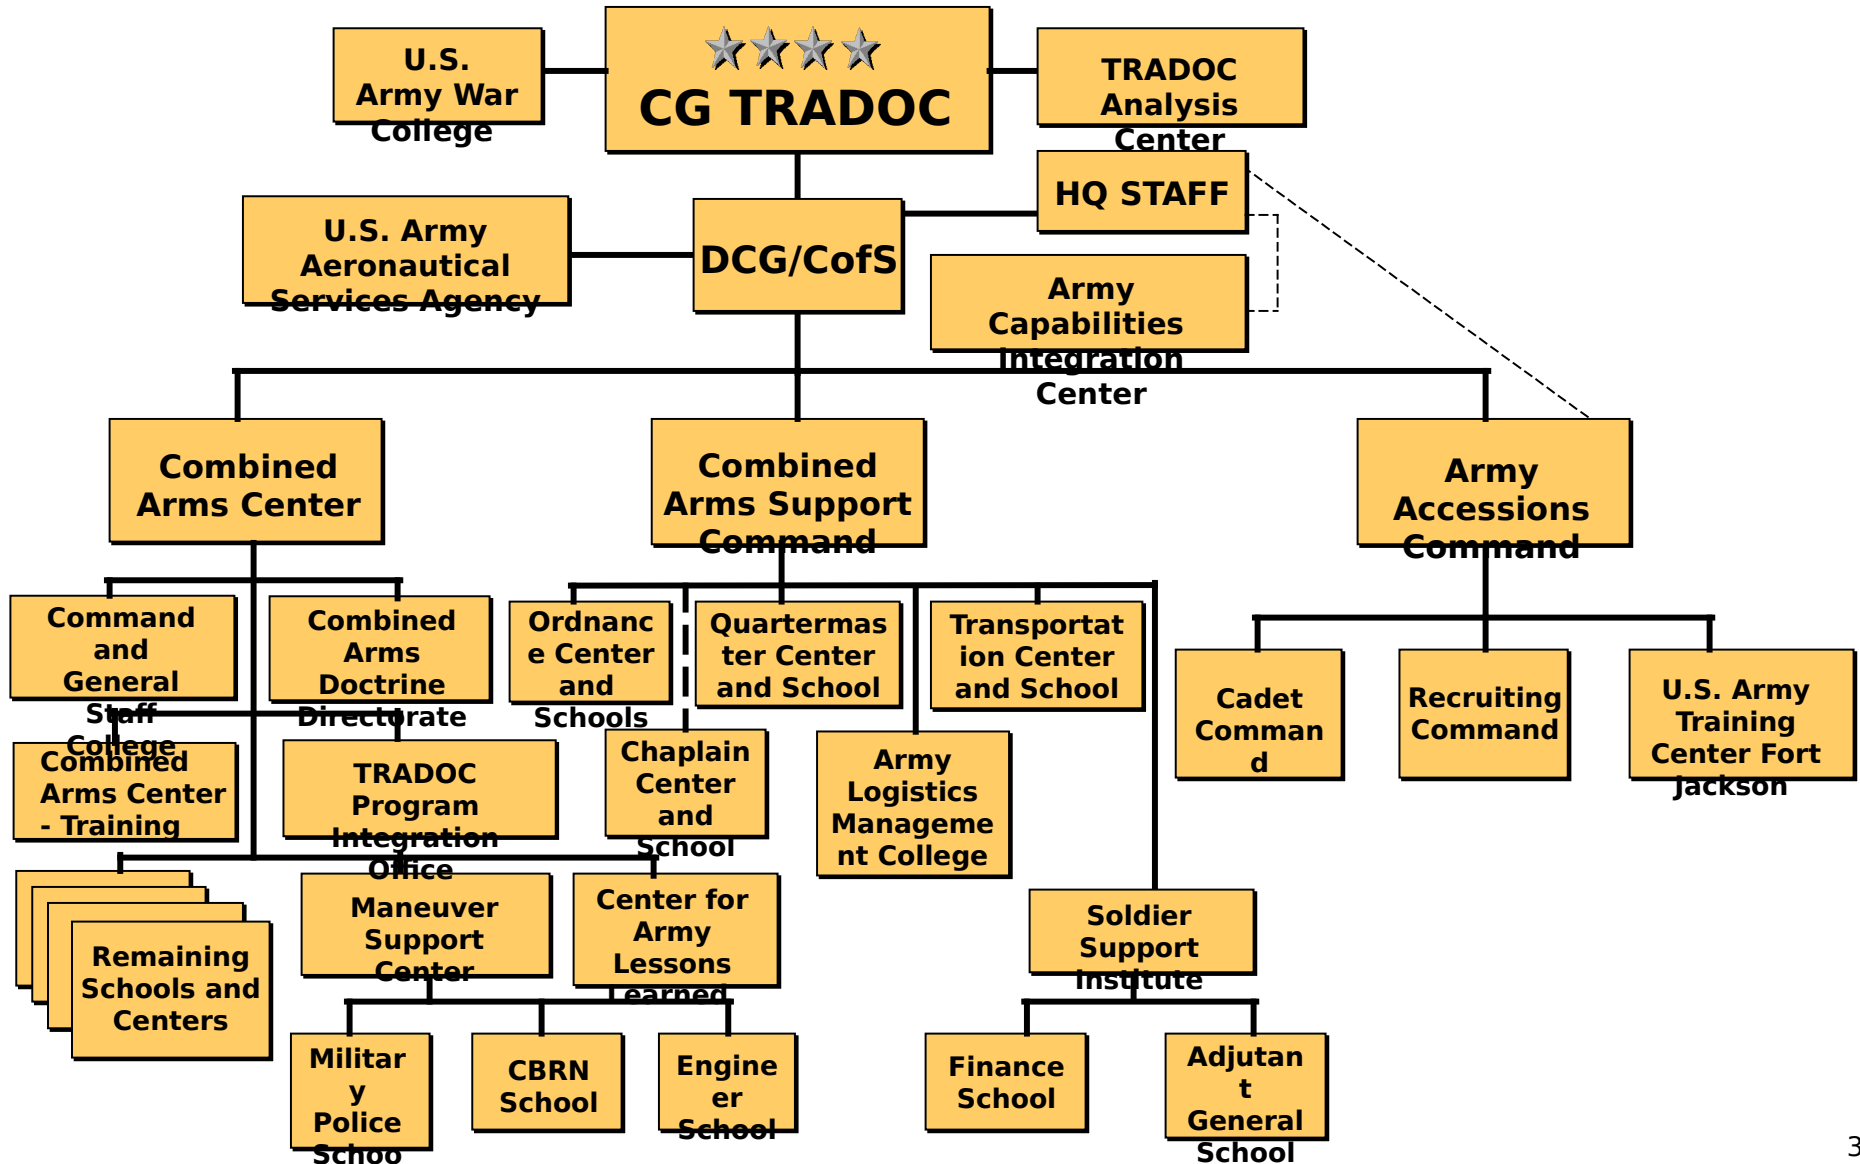 U.S.
Army War
College
CG TRADOC
TRADOC
Analysis
Center
HQ STAFF
U.S. Army
Aeronautical
Services Agency
DCG/CofS
Army
Capabilities
Integration
Center
Combined
Arms Center
Combined
Arms Support
Command
Army
Accessions
Command
Command
and
General
Staff
College
Combined
Arms
Doctrine
Directorate
Ordnanc
e Center
and
Schools
Quartermas
ter Center
and School
Transportat
ion Center
and School
Cadet
Comman
d
Recruiting
Command
U.S. Army
Training
Center Fort
Jackson
Combined
Arms Center
- Training
TRADOC
Program
Integration
Office
Chaplain
Center
and
School
Army
Logistics
Manageme
nt College
Remaining
Schools and
Centers
Maneuver
Support
Center
Center for
Army
Lessons
Learned
Soldier
Support
Institute
Militar
y
Police
Schoo
CBRN
School
Engine
er
School
Finance
School
Adjutan
t
General
School
3